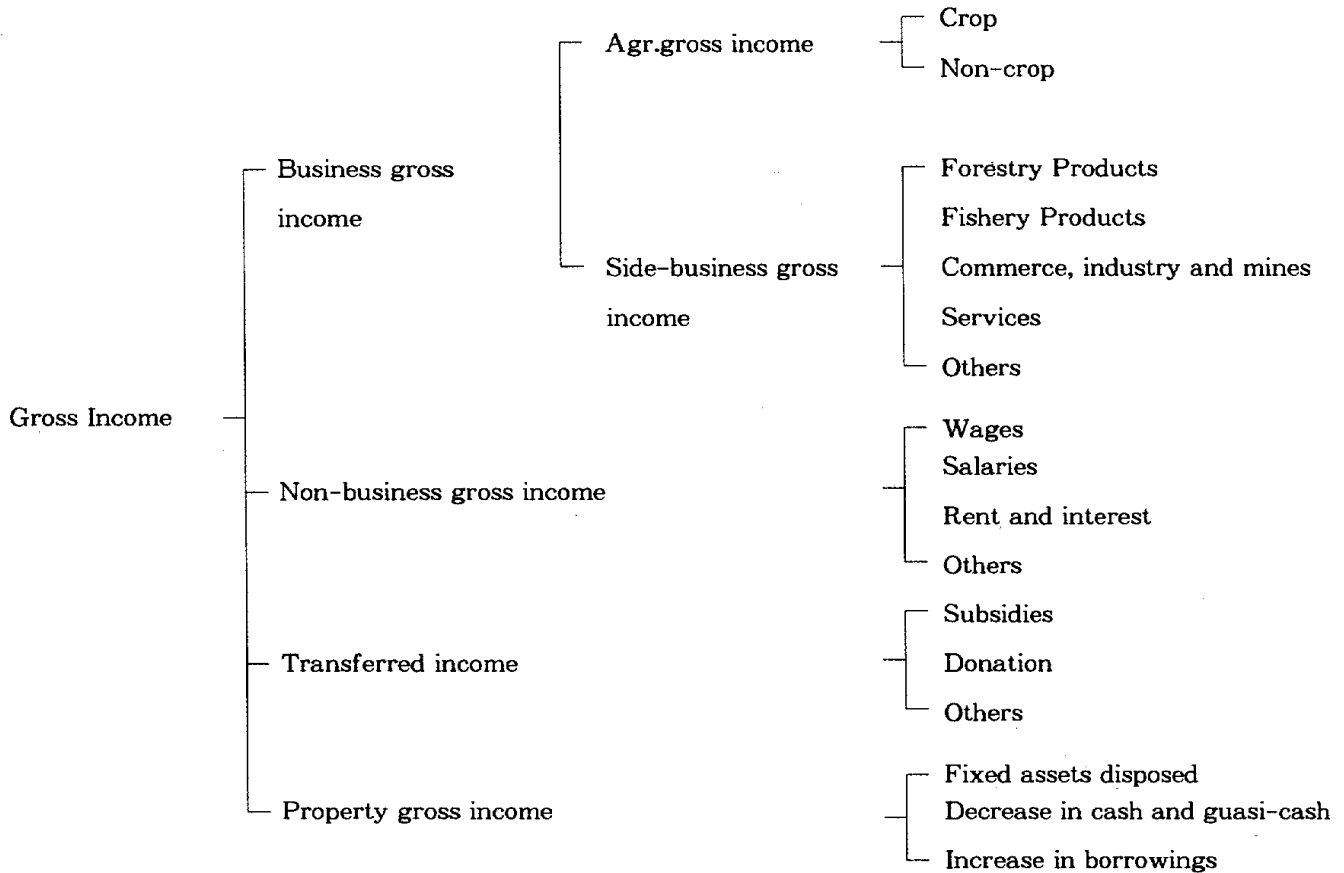 Crop
Agr.gross income
Non-crop
Business gross
income
Forestry Products
Fishery Products
Side-business gross
income
Commerce, industry and mines
Services
Others
Gross Income
Wages
Salaries
Non-business gross income
Rent and interest
Others
Subsidies
Transferred income
Donation
Others
Fixed assets disposed
Property gross income
Decrease in cash and guasi-cash
Increase in borrowings